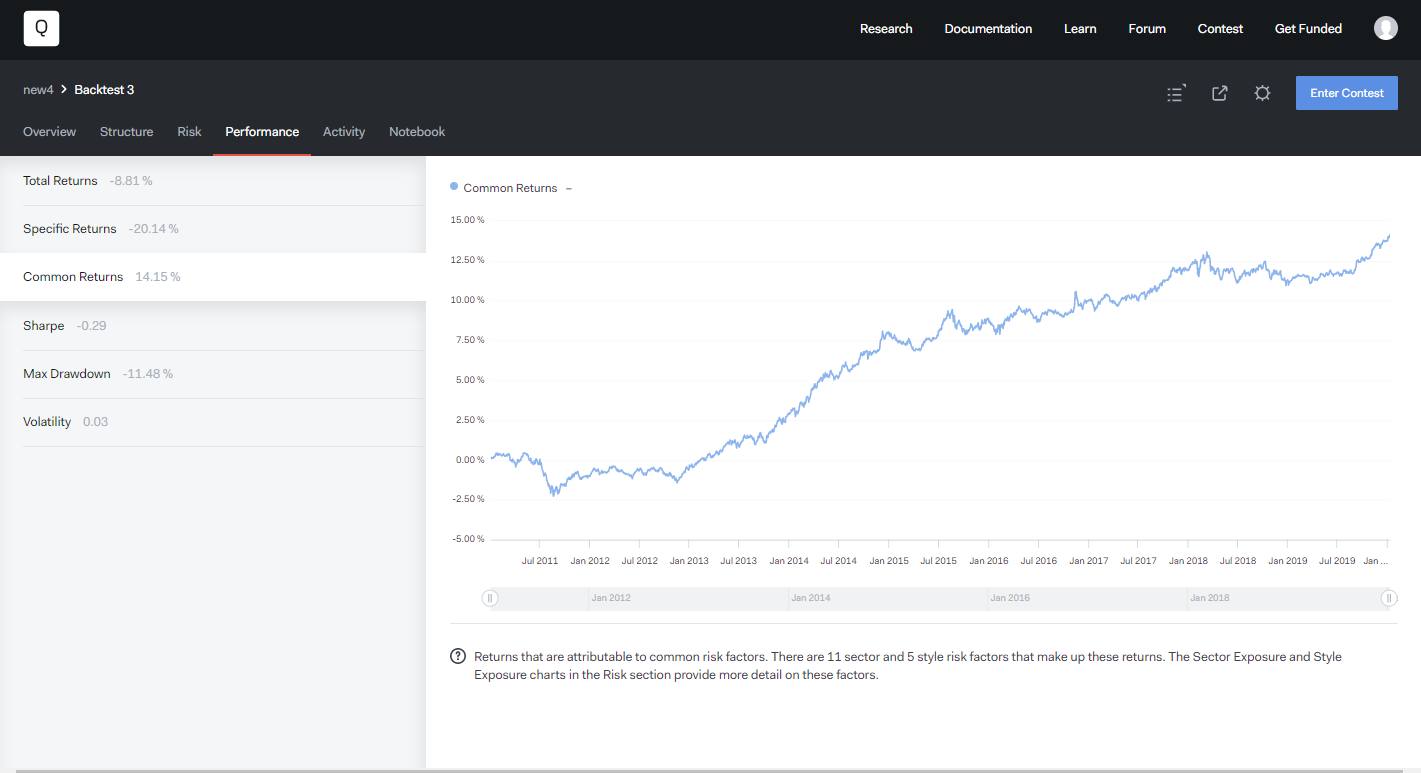 Q
Research Documentation Learn Forum Contest Get Funded
new4 > Backtest 3
Enter Contest
Overview Structure Risk Performance Activity Notebook
Total Returns -8.81 %
Specific Returns -20.14 %
Common Returns 14.15 %
Sharpe -0.29
Max Drawdown -11.48 %
Volatility 0.03
Common Returns –
15.00 %
12.50 %
10.00 %
7.50 %
5.00 %
2.50 %
0.00 %
-2.50 %
-5.00 %
Jul 2011 Jan 2012 Jul 2012 Jan 2013 Jul 2013 Jan 2014 Jul 2014 Jan 2015 Jul 2015 Jan 2016 Jul 2016 Jan 2017 Jul 2017 Jan 2018 Jul 2018 Jan 2019 Jul 2019 Jan ...
Jan 2012 Jan 2014 Jan 2016 Jan 2018
? Returns that are attributable to common risk factors. There are 11 sector and 5 style risk factors that make up these returns. The Sector Exposure and Style
Exposure charts in the Risk section provide more detail on these factors.